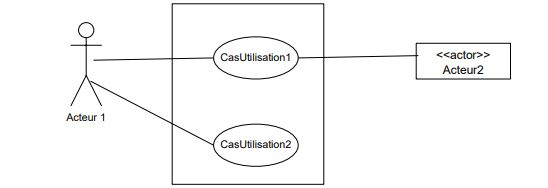 CasUtilisation1
<<actor>>
Acteur2
Acteur 1
CasUtilisation2